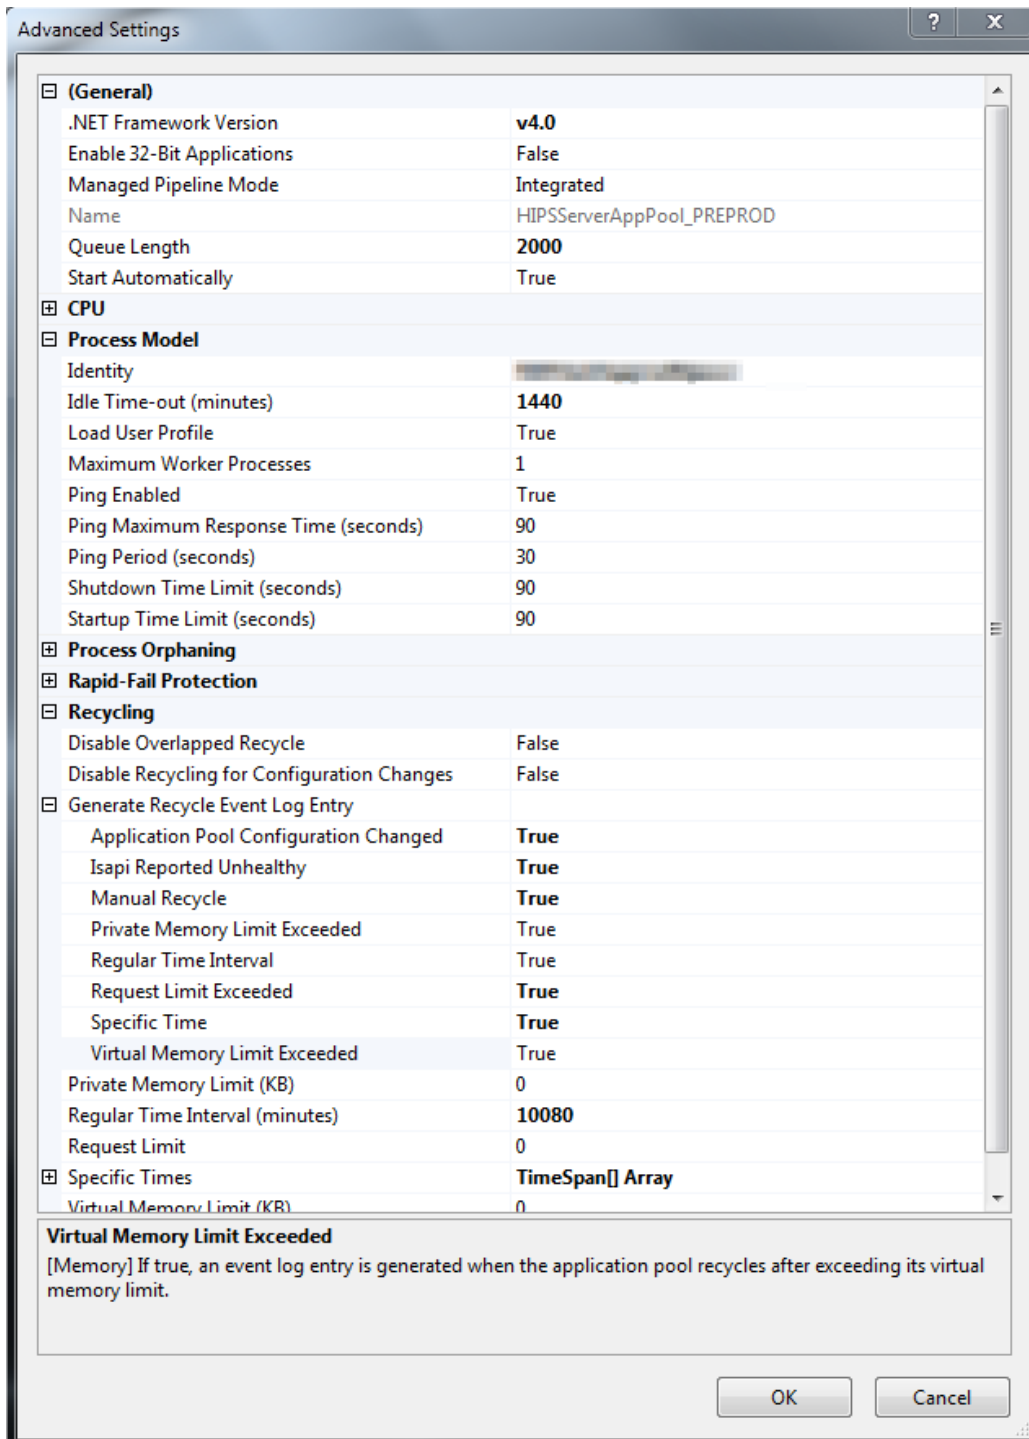 Advanced Settings
(General)
.NET Framework Version v4.0
Enable 32-Bit Applications False
Managed Pipeline Mode Integrated
Name HIPSServerAppPool_PREPROD
Queue Length 2000
Start Automatically True
CPU
Process Model
Identity
Idle Time-out (minutes) 1440
Load User Profile True
Maximum Worker Processes 1
Ping Enabled True
Ping Maximum Response Time (seconds) 90
Ping Period (seconds) 30
Shutdown Time Limit (seconds) 90
Startup Time Limit (seconds) 90
Process Orphaning
Rapid-Fail Protection
Recycling
Disable Overlapped Recycle False
Disable Recycling for Configuration Changes False
Generate Recycle Event Log Entry
Application Pool Configuration Changed True
Isapi Reported Unhealthy True
Manual Recycle True
Private Memory Limit Exceeded True
Regular Time Interval True
Request Limit Exceeded True
Specific Time True
Virtual Memory Limit Exceeded True
Private Memory Limit (KB) 0
Regular Time Interval (minutes) 10080
Request Limit 0
Specific Times TimeSpan[] Array
Virtual Memory Limit (KB) 0
Virtual Memory Limit Exceeded
[Memory] If true, an event log entry is generated when the application pool recycles after exceeding its virtual
memory limit.
OK Cancel